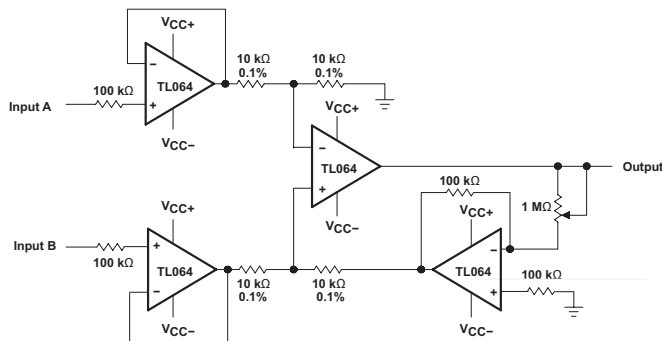 VCC+
10 kΩ
0.1%
10 kΩ
0.1%
−
TL064
100 kΩ
Input A
+
VCC−
VCC+
−
TL064
+
VCC−
Output
100 kΩ
1 MΩ
VCC+
VCC+
Input B
100 kΩ
+
TL064
−
10 kΩ
0.1%
10 kΩ
0.1%
−
TL064
+
100 kΩ
VCC−
VCC−